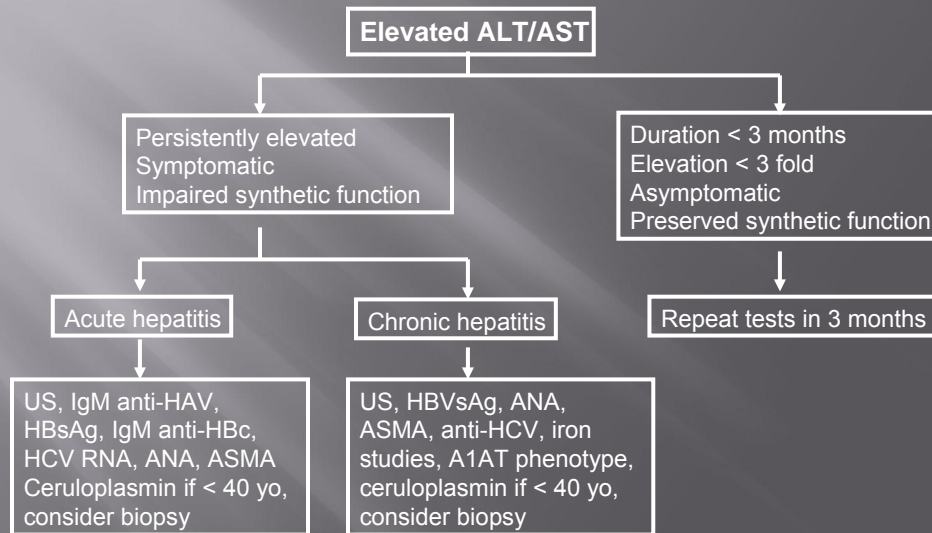 Elevated ALT/AST
Persistently elevated
Symptomatic
Impaired synthetic function
Duration < 3 months
Elevation < 3 fold
Asymptomatic
Preserved synthetic function
Acute hepatitis
Chronic hepatitis
Repeat tests in 3 months
US, IgM anti-HAV,
HBsAg, IgM anti-HBc,
HCV RNA, ANA, ASMA
Ceruloplasmin if < 40 yo,
consider biopsy
US, HBVsAg, ANA,
ASMA, anti-HCV, iron
studies, A1AT phenotype,
ceruloplasmin if < 40 yo,
consider biopsy